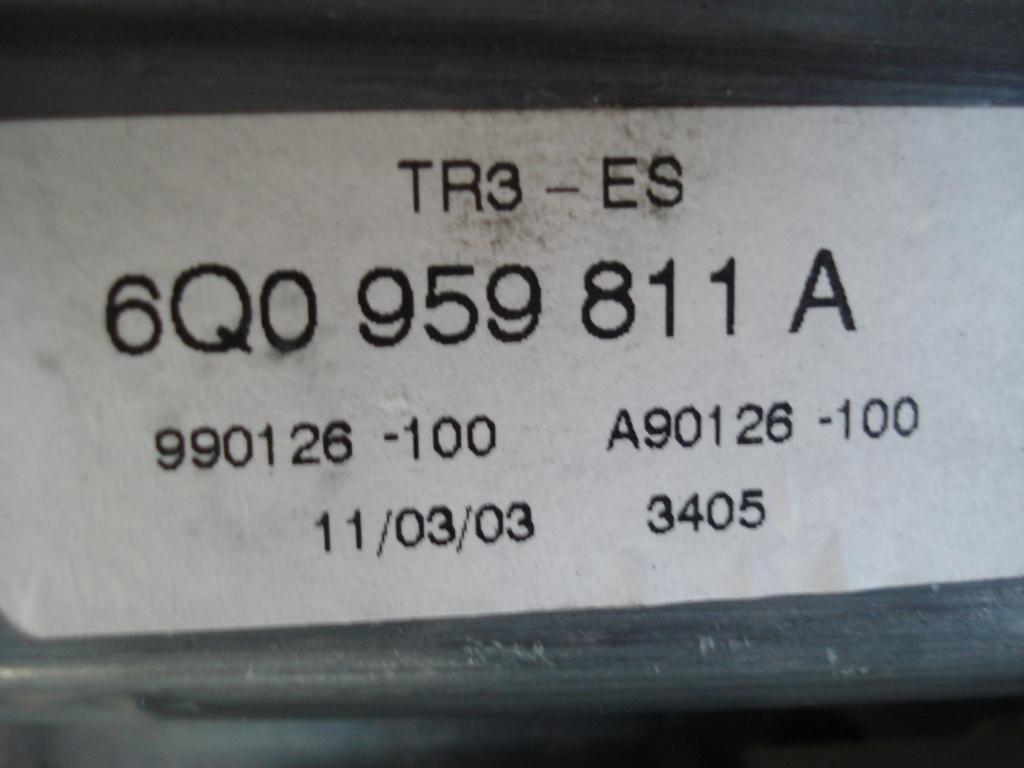 TR3 - ES
6Q0 959 811 A
990126 -100 A90126 -100
11/03/03 3405